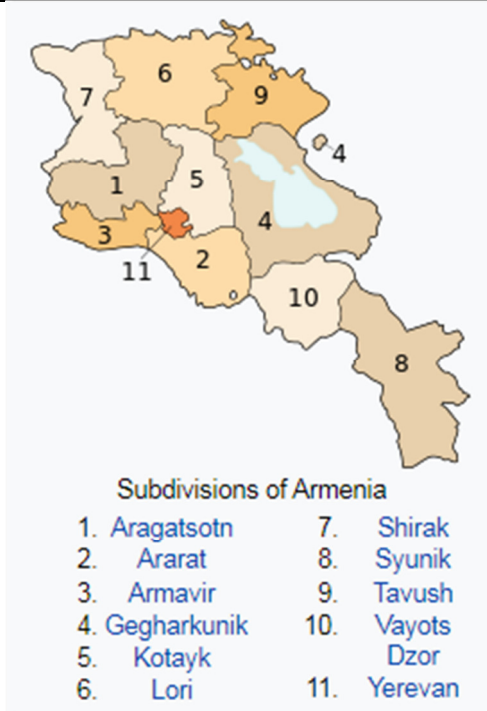 6
7
9
4
1
5
4
3
2
11
10
8
Subdivisions of Armenia
1. Aragatsotn
2. Ararat
3. Armavir
4. Gegharkunik
5. Kotayk
6. Lori
7. Shirak
8. Syunik
9. Tavush
10. Vayots
Dzor
11. Yerevan